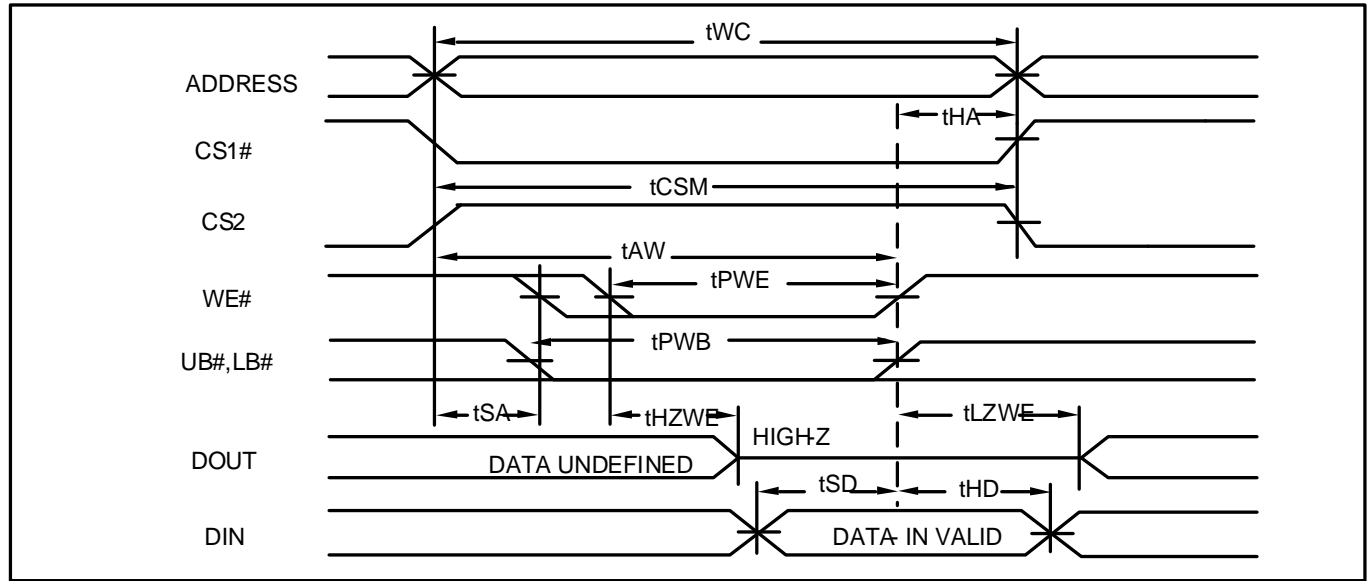 tWC
ADDRESS
tHA
CS1#
tCSM
CS2
tAW
WE#
tPWE
tPWB
UB#,LB#
tSA
tHZWE
tLZWE
HIGH-Z
DOUT
DATA UNDEFINED
tSD
tHD
DIN
DATA- IN VALID